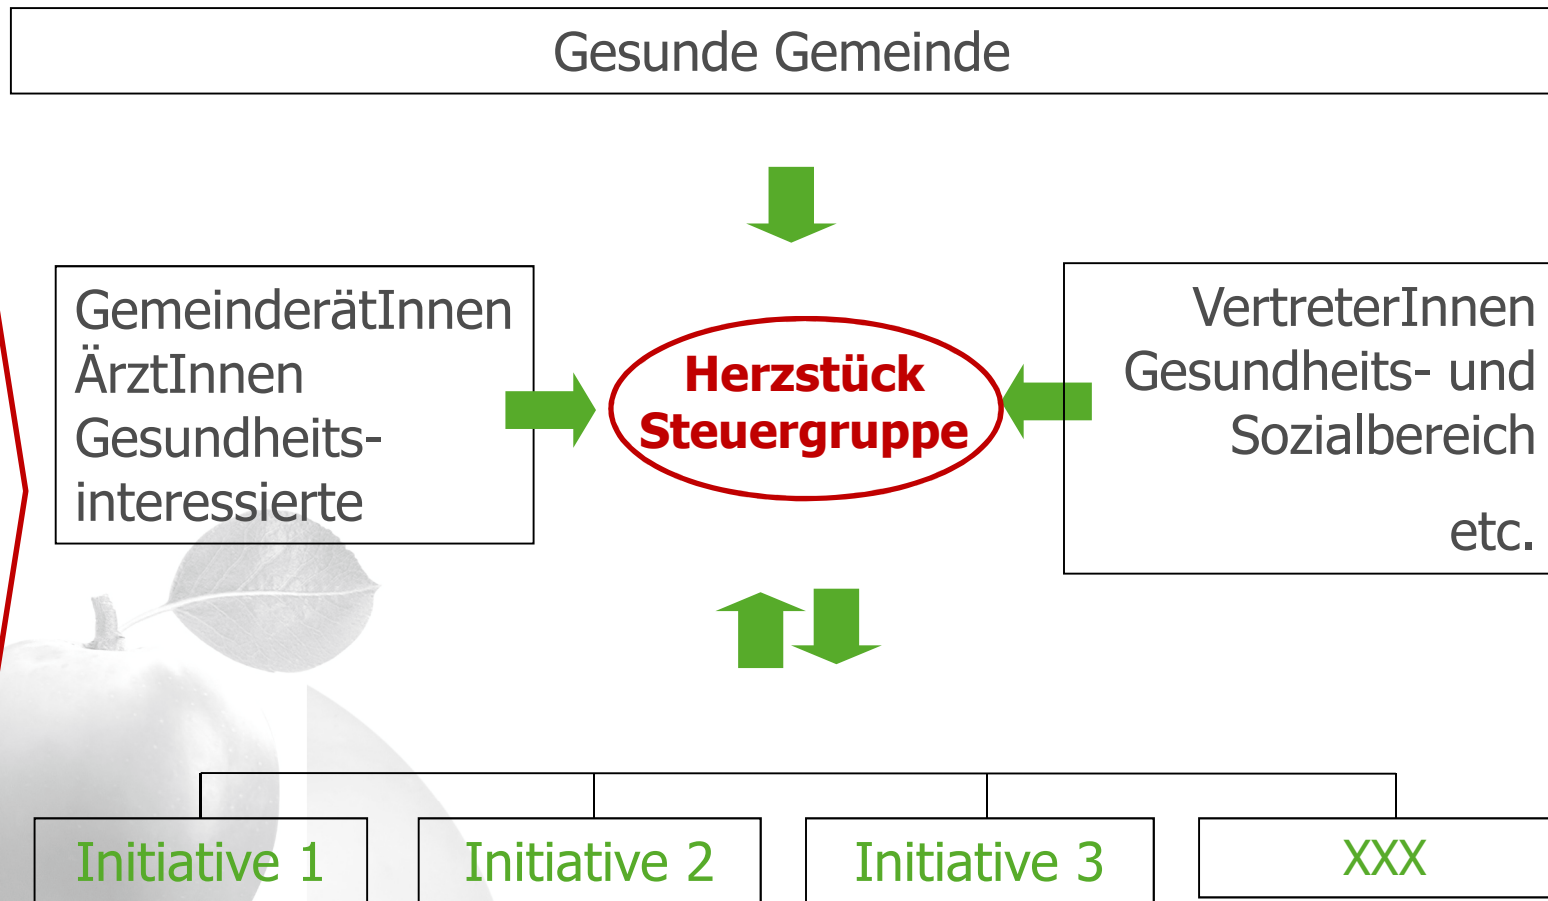 Gesunde Gemeinde
GemeinderätInnen
ÄrztInnen
Gesundheits-
interessierte
Herzstück
Steuergruppe
VertreterInnen
Gesundheits- und
Sozialbereich
etc.
Initiative 1
Initiative 2
Initiative 3
XXX